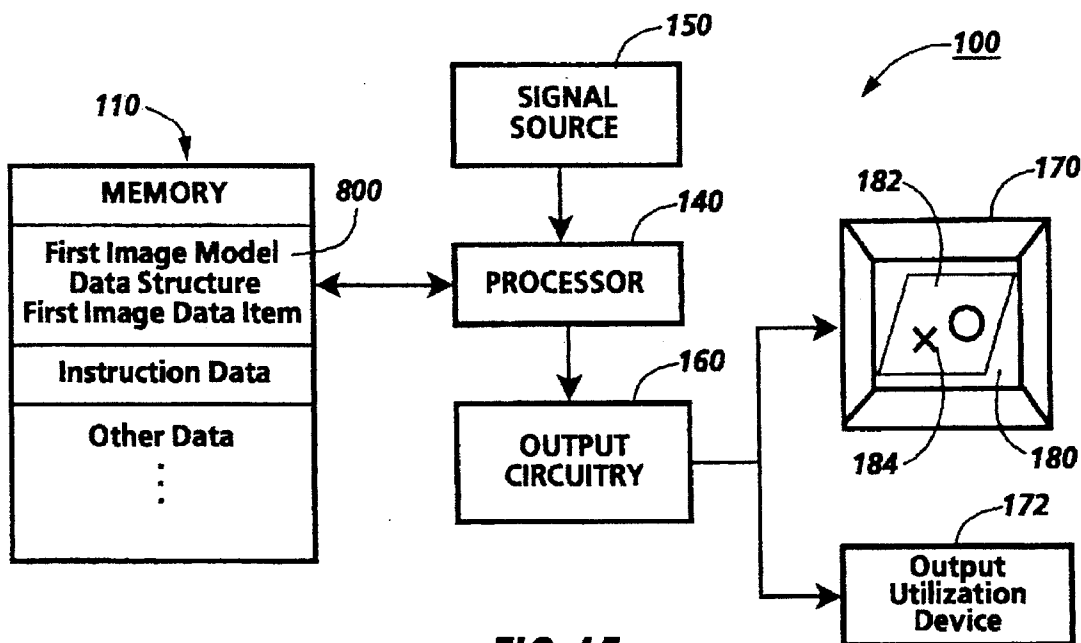 150
100
SIGNAL
SOURCE
110
MEMORY
800
First Image Model
Data Structure
First Image Data Item
Instruction Data
Other Data
140
PROCESSOR
160
OUTPUT
CIRCUITRY
182
170
184
180
172
Output
Utilization
Device